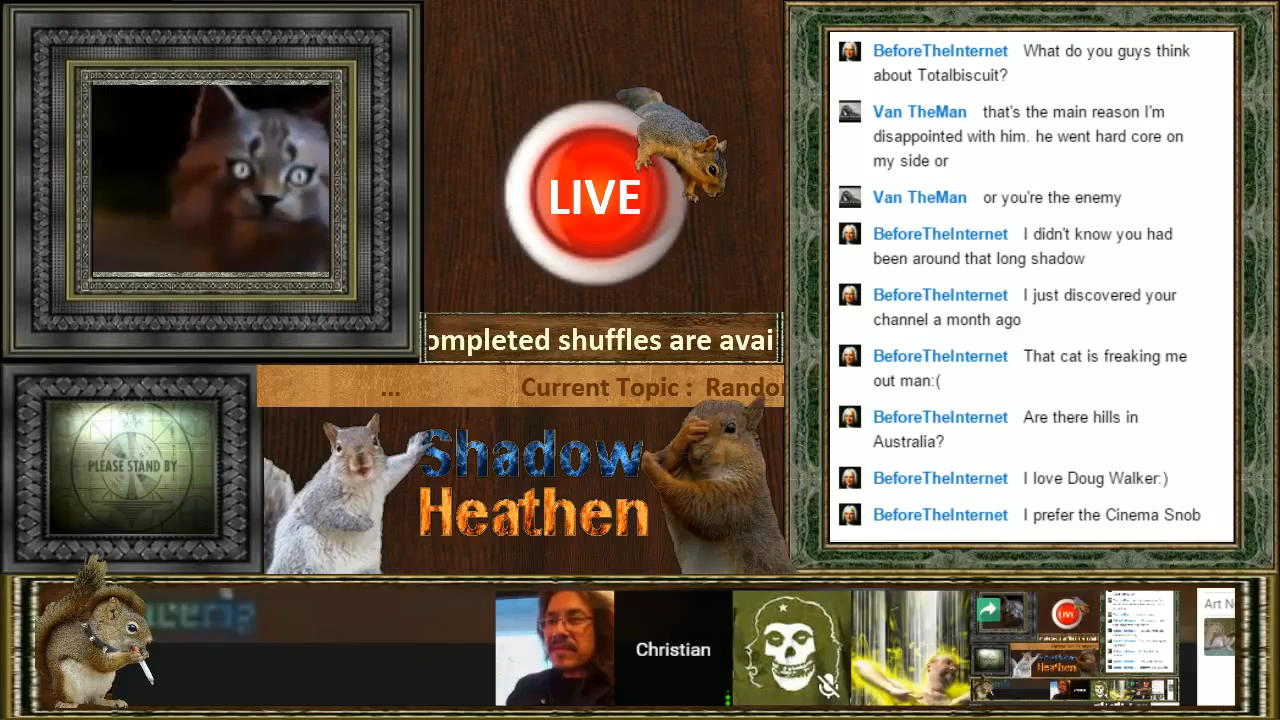 LIVE
ompleted shuffles are avai
... Current Topic : Random
PLEASE STAND BY
Shadow
Heathen
BeforeTheInternet What do you guys think
about Totalbiscuit?
Van TheMan that's the main reason I'm
disappointed with him. he went hard core on
my side or
Van TheMan or you're the enemy
BeforeTheInternet I didn't know you had
been around that long shadow
BeforeTheInternet I just discovered your
channel a month ago
BeforeTheInternet That cat is freaking me
out man:(
BeforeTheInternet Are there hills in
Australia?
BeforeTheInternet I love Doug Walker:)
BeforeTheInternet I prefer the Cinema Snob
Christian
LIVE
Heathen
Art N